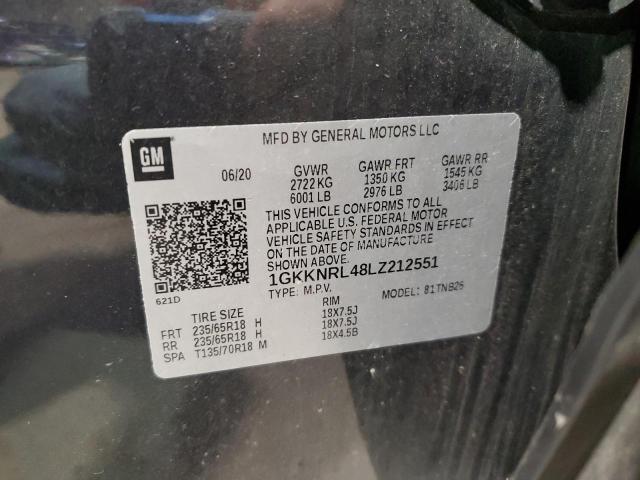 MFD BY GENERAL MOTORS LLC
GM
06/20 GVWR GAWR FRT GAWR RR
2722 KG 1350 KG 1545 KG
6001 LB 2976 LB 3406 LB
THIS VEHICLE CONFORMS TO ALL
APPLICABLE U.S. FEDERAL MOTOR
VEHICLE SAFETY STANDARDS IN EFFECT
ON THE DATE OF MANUFACTURE
SHOWN ABOVE.
1GKKNRL48LZ212551
621D
TYPE: M.P.V. MODEL: 81TNB26
TIRE SIZE RIM
FRT 235/65R18 H 18X7.5J
RR 235/65R18 H 18X7.5J
SPA T135/70R18 M 18X4.5B